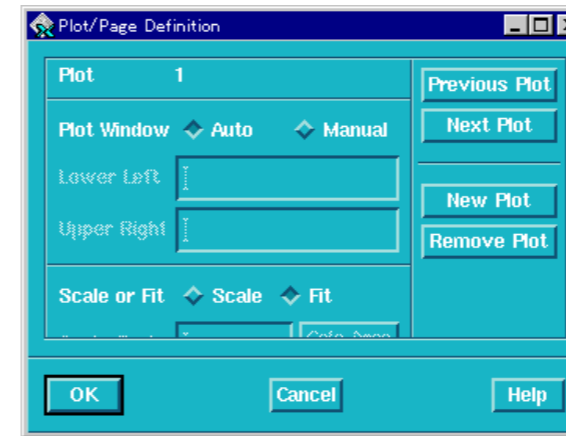 Plot/Page Definition
Plot 1
Previous Plot
Plot Window Auto Manual
Next Plot
Lower Left
New Plot
Upper Right
Remove Plot
Scale or Fit Scale Fit
OK Cancel Help